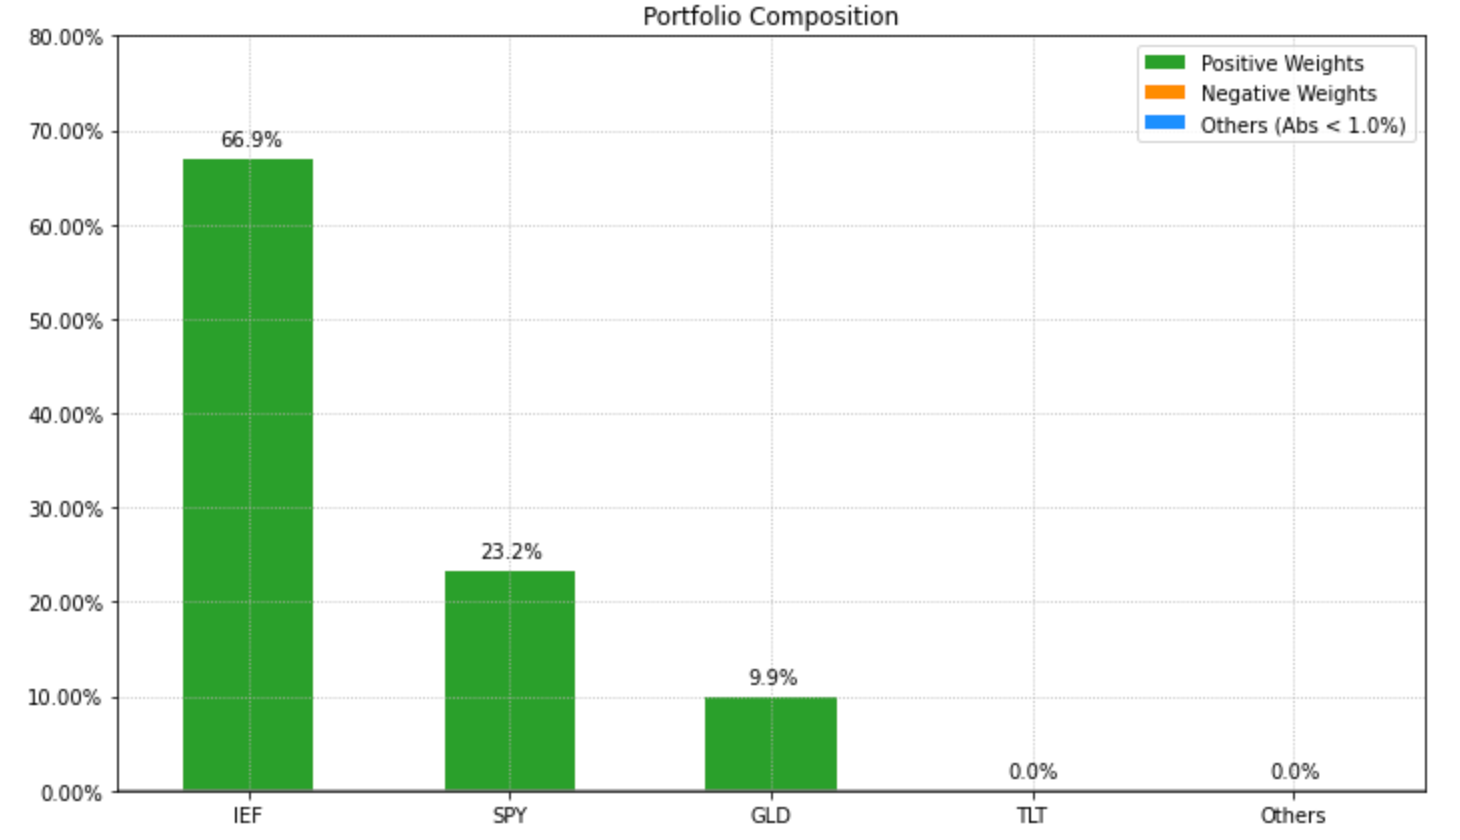 Portfolio Composition
80.00%
70.00%
60.00%
50.00%
40.00%
30.00%
20.00%
10.00%
0.00%
Positive Weights
Negative Weights
Others (Abs < 1.0%)
66.9%
23.2%
9.9%
0.0%
0.0%
IEF
SPY
GLD
TLT
Others